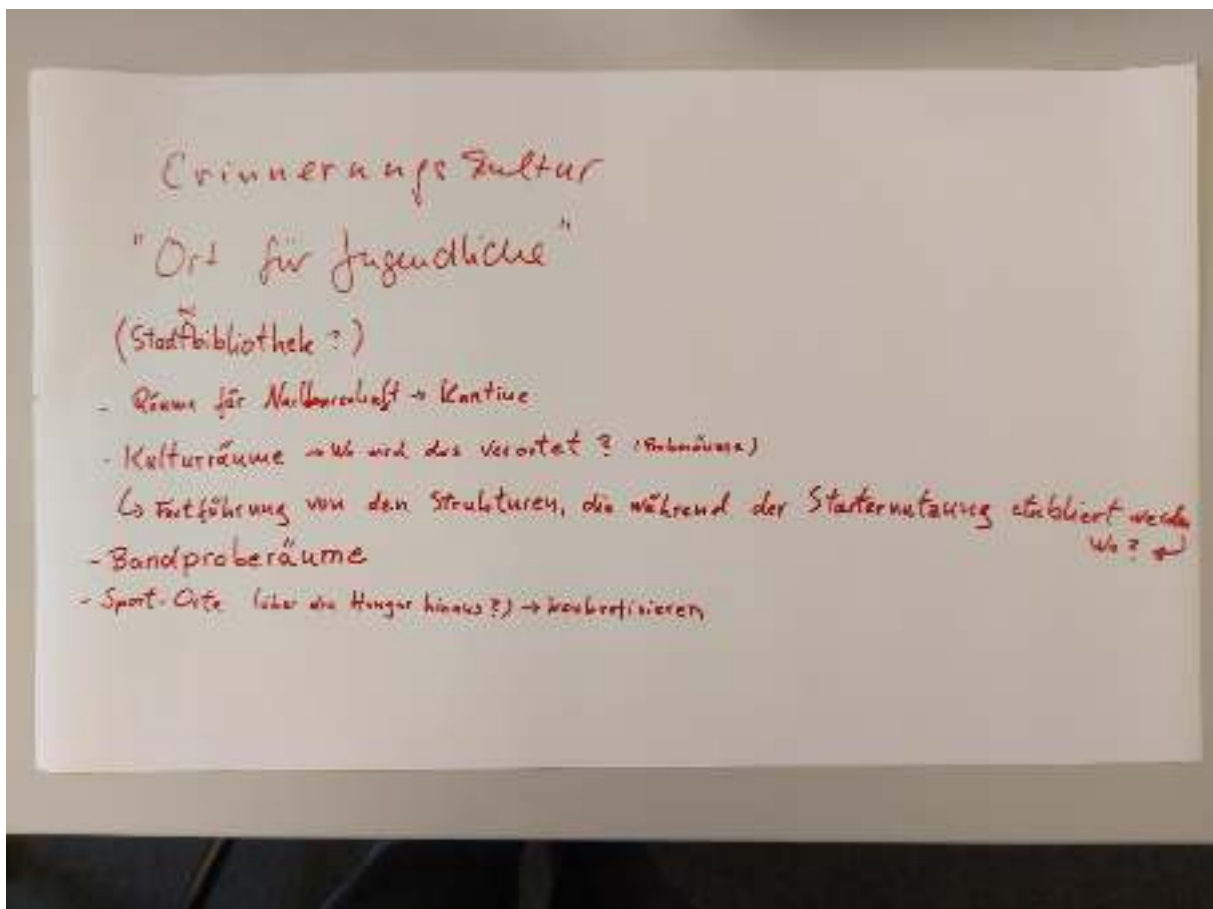 Erinnerungskultur
"Ort für Jugendliche"
(Stadtbibliothek?)
- Räume für Nachbarschaft → Kantine
- Kulturräume → Wo wird das verortet? (Proberäume)
↳ Fortführung von den Strukturen, die während der Starternutzung etabliert werden
Wo?
- Bandproberäume
- Sport-Orte (über die Hangar hinaus?) → konkretisieren